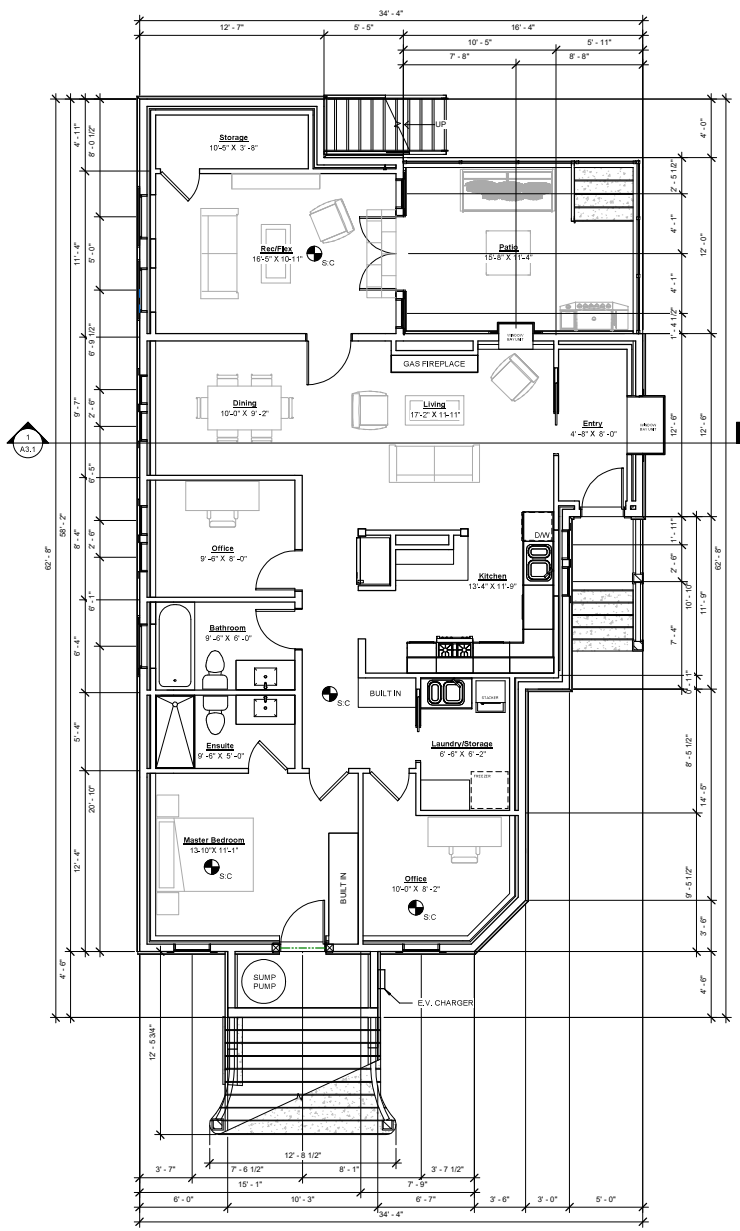 34' - 4"
12' - 7"
5' - 5"
16' - 4"
10' - 5"
5' - 11"
7' - 8"
8' - 8"
UP
Storage
10'-5" X 3'-8"
4' - 11"
8' - 0 1/2"
4' - 0"
2' - 5 1/2"
Rec/Flex
16'-5" X 10-11"
S:C
Patio
15'-8" X 11'-4"
11' - 4"
5' - 0"
4' - 1"
12' - 0"
4' - 1"
1' - 4 1/2"
6' - 9 1/2"
WINDOW
BAY UNIT
GAS FIREPLACE
Dining
10'-0" X 9'-2"
Living
17'-2" X 11-11"
Entry
4'-8" X 8'-0"
WINDOW
BAY UNIT
9' - 7"
2' - 6"
12' - 6"
12' - 6"
1
A3.1
6' - 5"
58' - 2"
62' - 8"
62' - 8"
Office
9'-6" X 8'-0"
D/W
8' - 4"
2' - 6"
1' - 11"
2' - 6"
Kitchen
13'-4" X 11'-9"
6' - 1"
10' - 10"
11' - 9"
Bathroom
9'-6" X 6'-0"
6' - 4"
7' - 4"
BUILT IN
S:C
STACKER
5' - 4"
Ensuite
9'-6" X 5'-0"
Laundry/Storage
6'-6" X 6'-2"
FREEZER
8' - 5 1/2"
20' - 10"
14' - 5"
Master Bedroom
13-10"X 11'-1"
S:C
BUILT IN
Office
10'-0" X 8'-2"
S:C
12' - 4"
9' - 5 1/2"
3' - 6"
4' - 6"
4' - 6"
SUMP
PUMP
E.V. CHARGER
12' - 5 3/4"
12' - 8 1/2"
3' - 7"
7' - 6 1/2"
8' - 1"
3' - 7 1/2"
15' - 1"
7' - 9"
6' - 0"
10' - 3"
6' - 7"
3' - 6"
3' - 0"
5' - 0"
34' - 4"